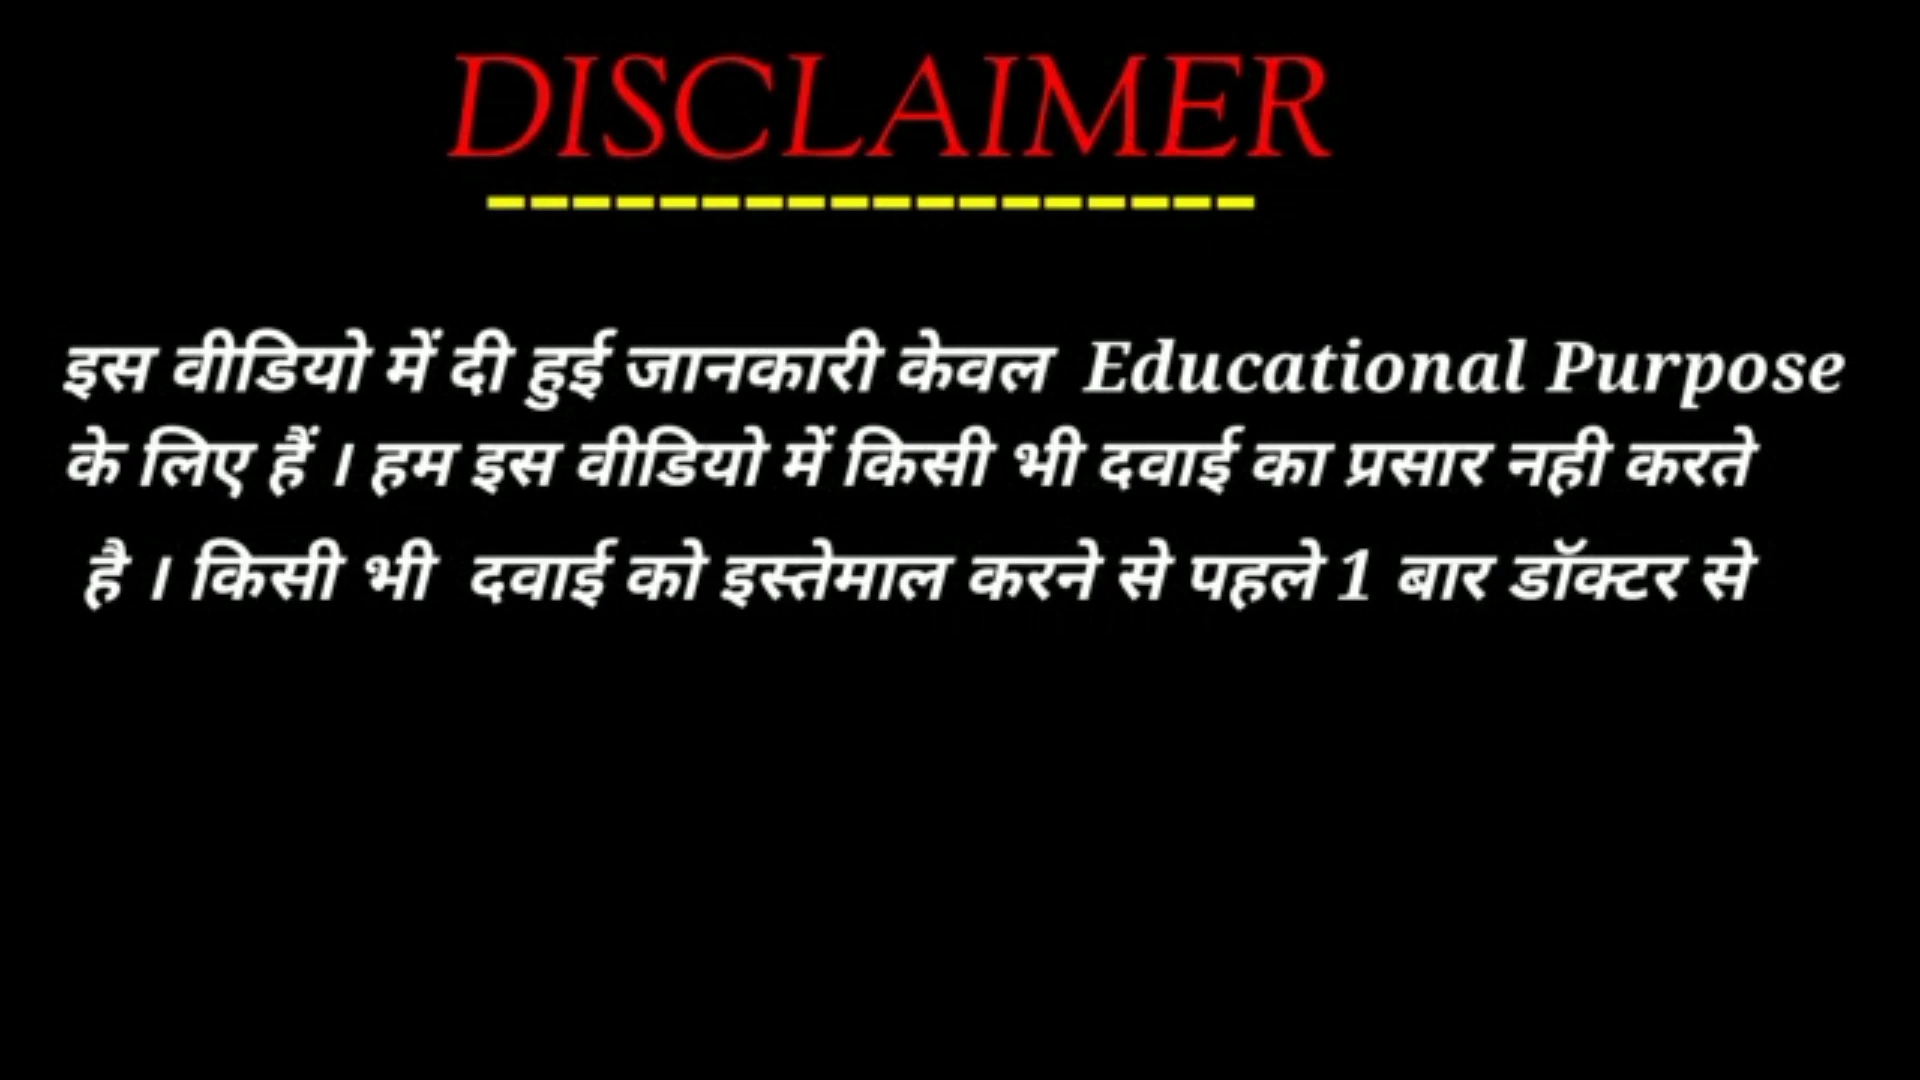 DISCLAIMER
------------------
इस वीडियो में दी हुई जानकारी केवल Educational Purpose
के लिए हैं । हम इस वीडियो में किसी भी दवाई का प्रसार नही करते
है । किसी भी दवाई को इस्तेमाल करने से पहले 1 बार डॉक्टर से